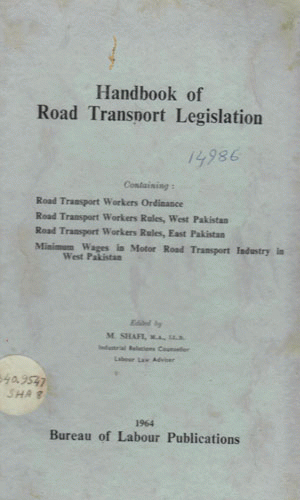 Handbook of
Road Transport Legislation
14986
Containing :
Road Transport Workers Ordinance
Road Transport Workers Rules, West Pakistan
Road Transport Workers Rules, East Pakistan
Minimum Wages in Motor Road Transport Industry in
West Pakistan
Edited by
M. SHAFI, M.A., LL.B.
Industrial Relations Counsellor
Labour Law Adviser
SHA 8
1964
Bureau of Labour Publications